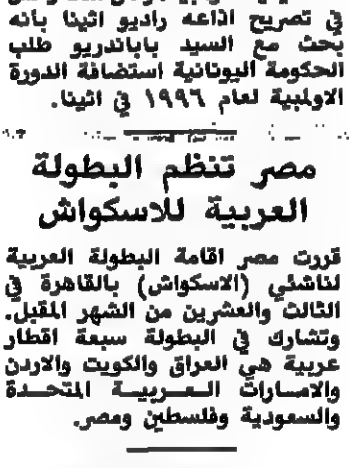 في تصريح اذاعه راديو اثينا بأنه
بحث مع السيد باباندريو طلب
الحكومة اليونانية استضافة الدورة
الاولمبية لعام ١٩٩٦ في اثينا.
مصر تنظم البطولة
العربية للاسكواش
قررت مصر اقامة البطولة العربية
لناشئي (الاسكواش) بالقاهرة في
الثالث والعشرين من الشهر المقبل.
وتشارك في البطولة سبعة اقطار
عربية هي العراق والكويت والاردن
والامارات العربية المتحدة
والسعودية وفلسطين ومصر.